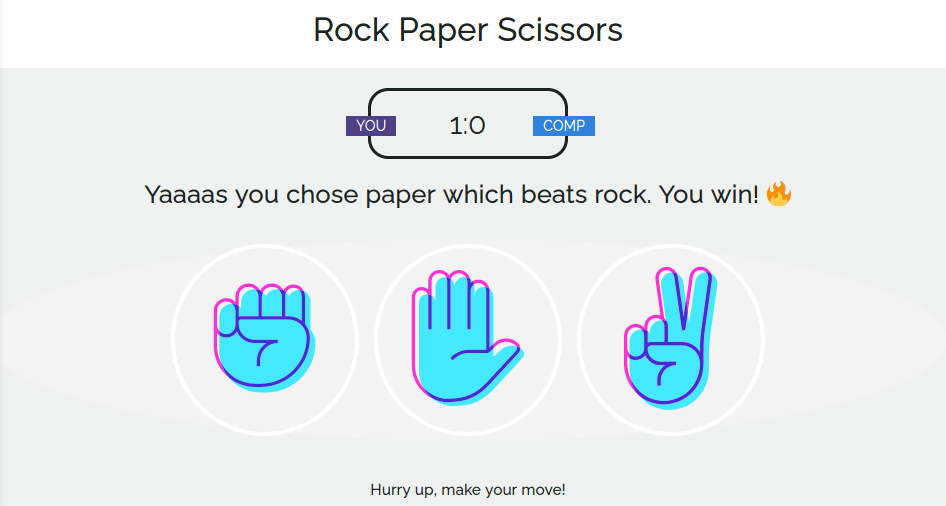 Rock Paper Scissors
YOU 1:0 COMP
Yaaaas you chose paper which beats rock. You win! 🔥
Hurry up, make your move!